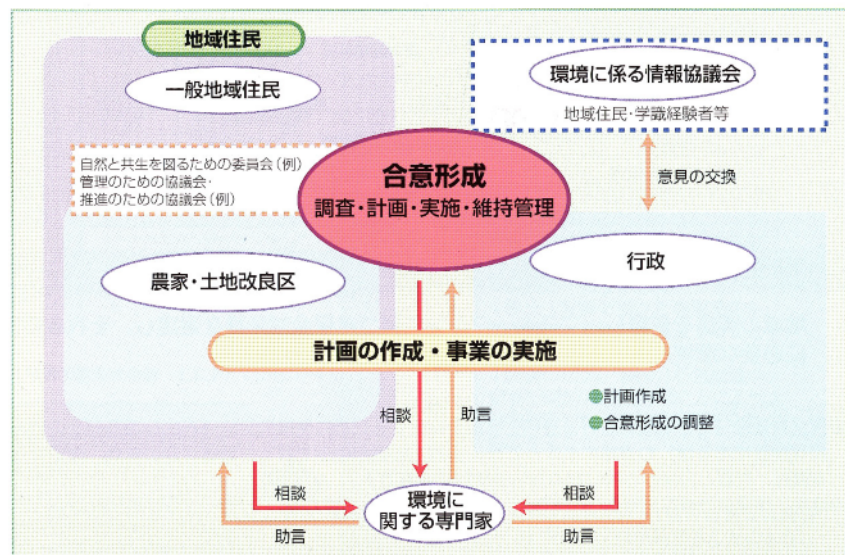 地域住民
一般地域住民
環境に係る情報協議会
地域住民・学識経験者等
自然と共生を図るための委員会(例)
管理のための協議会・
推進のための協議会(例)
合意形成
調査・計画・実施・維持管理
意見の交換
農家・土地改良区
行政
計画の作成・事業の実施
相談
助言
●計画作成
●合意形成の調整
相談
助言
環境に
関する専門家
相談
助言